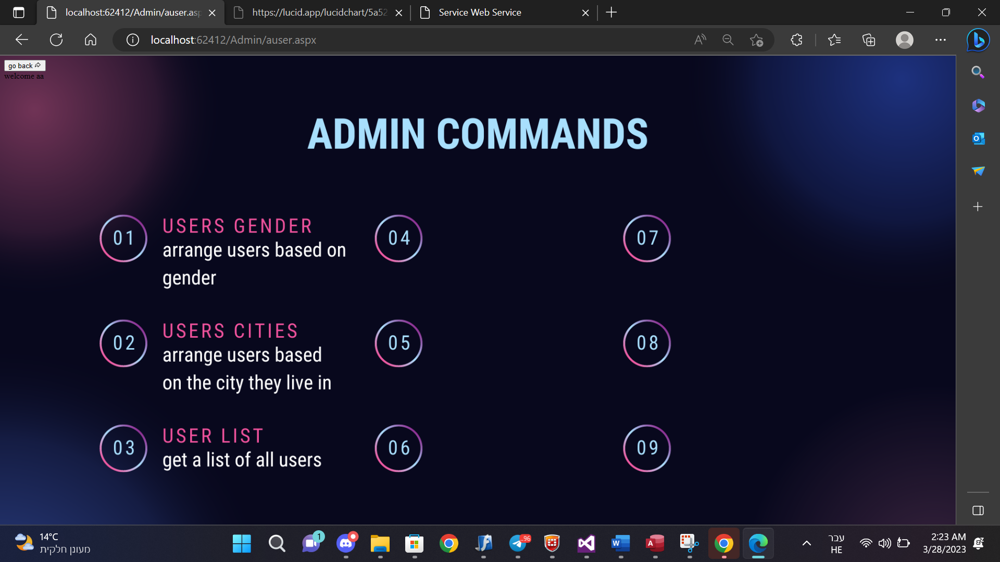 localhost:62412/Admin/auser.asp
https://lucid.app/lucidchart/5a52
Service Web Service
localhost:62412/Admin/auser.aspx
go back
welcome aa
ADMIN COMMANDS
01
USERS GENDER
arrange users based on
gender
02
USERS CITIES
arrange users based
on the city they live in
03
USER LIST
get a list of all users
04
05
06
07
08
09
14°C
מעונן חלקית
1
..96
עבר
HE
2:23 AM
3/28/2023